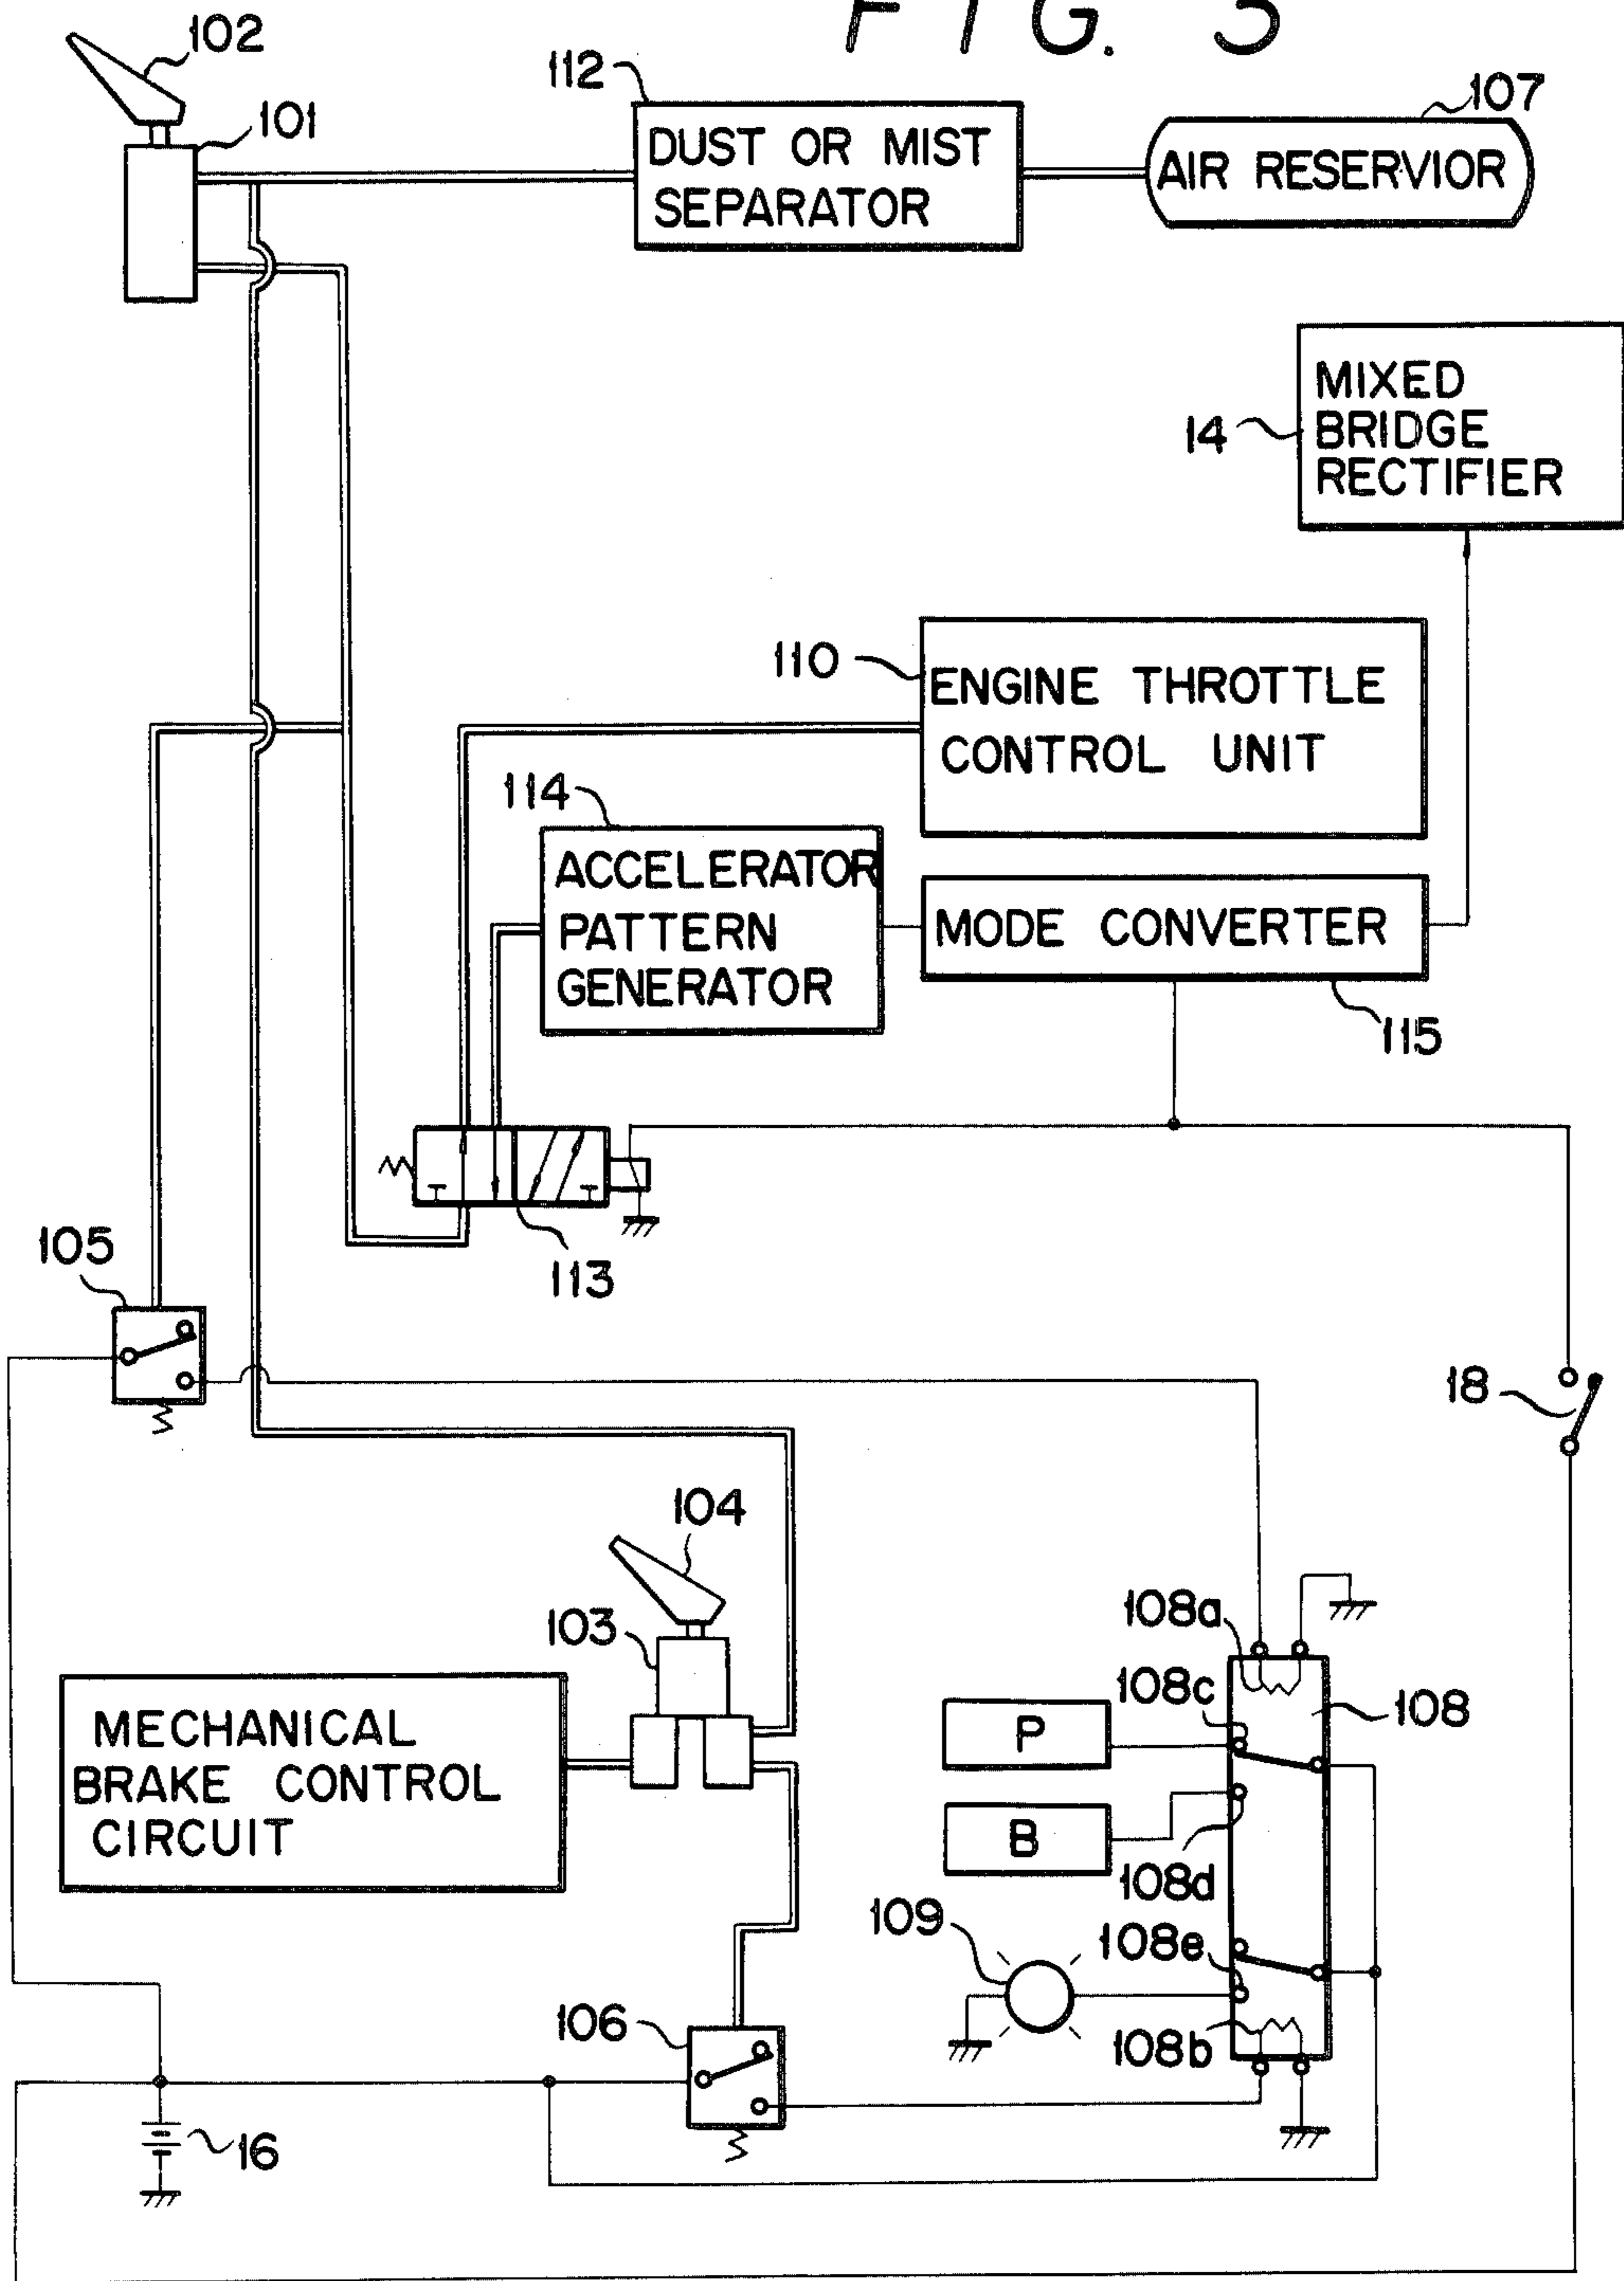 FIG. 3
102
112
107
101
DUST OR MIST
SEPARATOR
AIR RESERVIOR
MIXED
BRIDGE
RECTIFIER
14
110
ENGINE THROTTLE
CONTROL UNIT
114
ACCELERATOR
PATTERN
GENERATOR
MODE CONVERTER
115
105
113
18
104
103
108a
108c
108
MECHANICAL
BRAKE CONTROL
CIRCUIT
P
B
108d
109
108e
106
108b
16